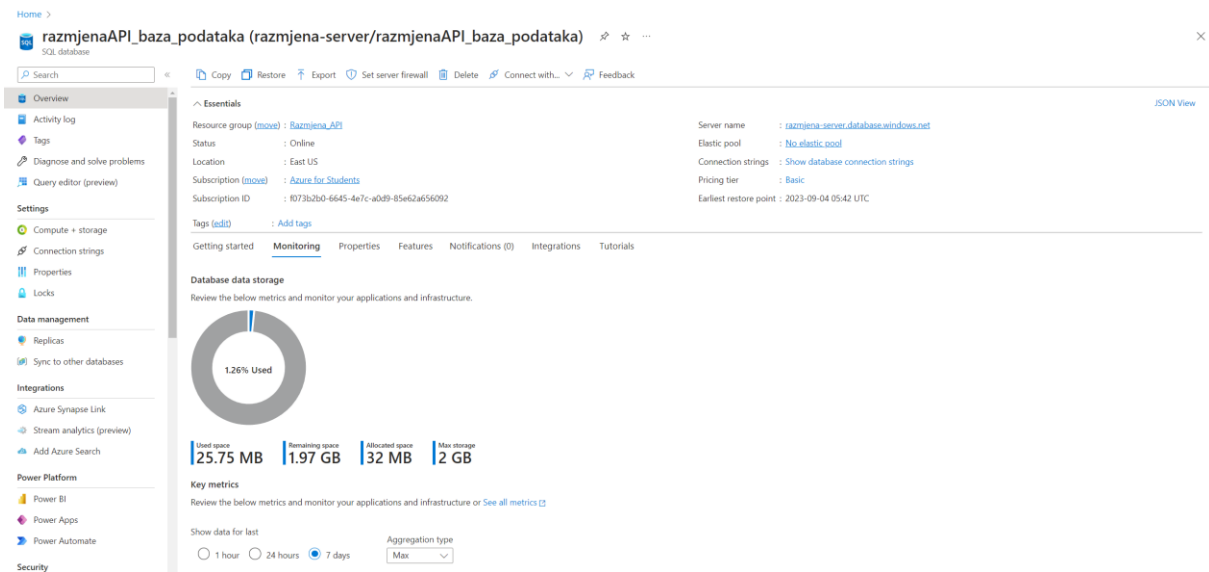 Home >
razmjenaAPI_baza_podataka (razmjena-server/razmjenaAPI_baza_podataka)
SQL database
Search
Copy Restore Export Set server firewall Delete Connect with... Feedback
Overview
Activity log
Tags
Diagnose and solve problems
Query editor (preview)
Settings
Compute + storage
Connection strings
Properties
Locks
Data management
Replicas
Sync to other databases
Integrations
Azure Synapse Link
Stream analytics (preview)
Add Azure Search
Power Platform
Power BI
Power Apps
Power Automate
Security
Essentials
JSON View
Resource group (move) : Razmjena_API
Status : Online
Location : East US
Subscription (move) : Azure for Students
Subscription ID : f073b2b0-6645-4e7c-a0d9-85e62a656092
Server name : razmjena-server.database.windows.net
Elastic pool : No elastic pool
Connection strings : Show database connection strings
Pricing tier : Basic
Earliest restore point : 2023-09-04 05:42 UTC
Tags (edit) : Add tags
Getting started Monitoring Properties Features Notifications (0) Integrations Tutorials
Database data storage
Review the below metrics and monitor your applications and infrastructure.
1.26% Used
Used space
25.75 MB
Remaining space
1.97 GB
Allocated space
32 MB
Max storage
2 GB
Key metrics
Review the below metrics and monitor your applications and infrastructure or See all metrics
Show data for last
1 hour 24 hours 7 days
Aggregation type
Max